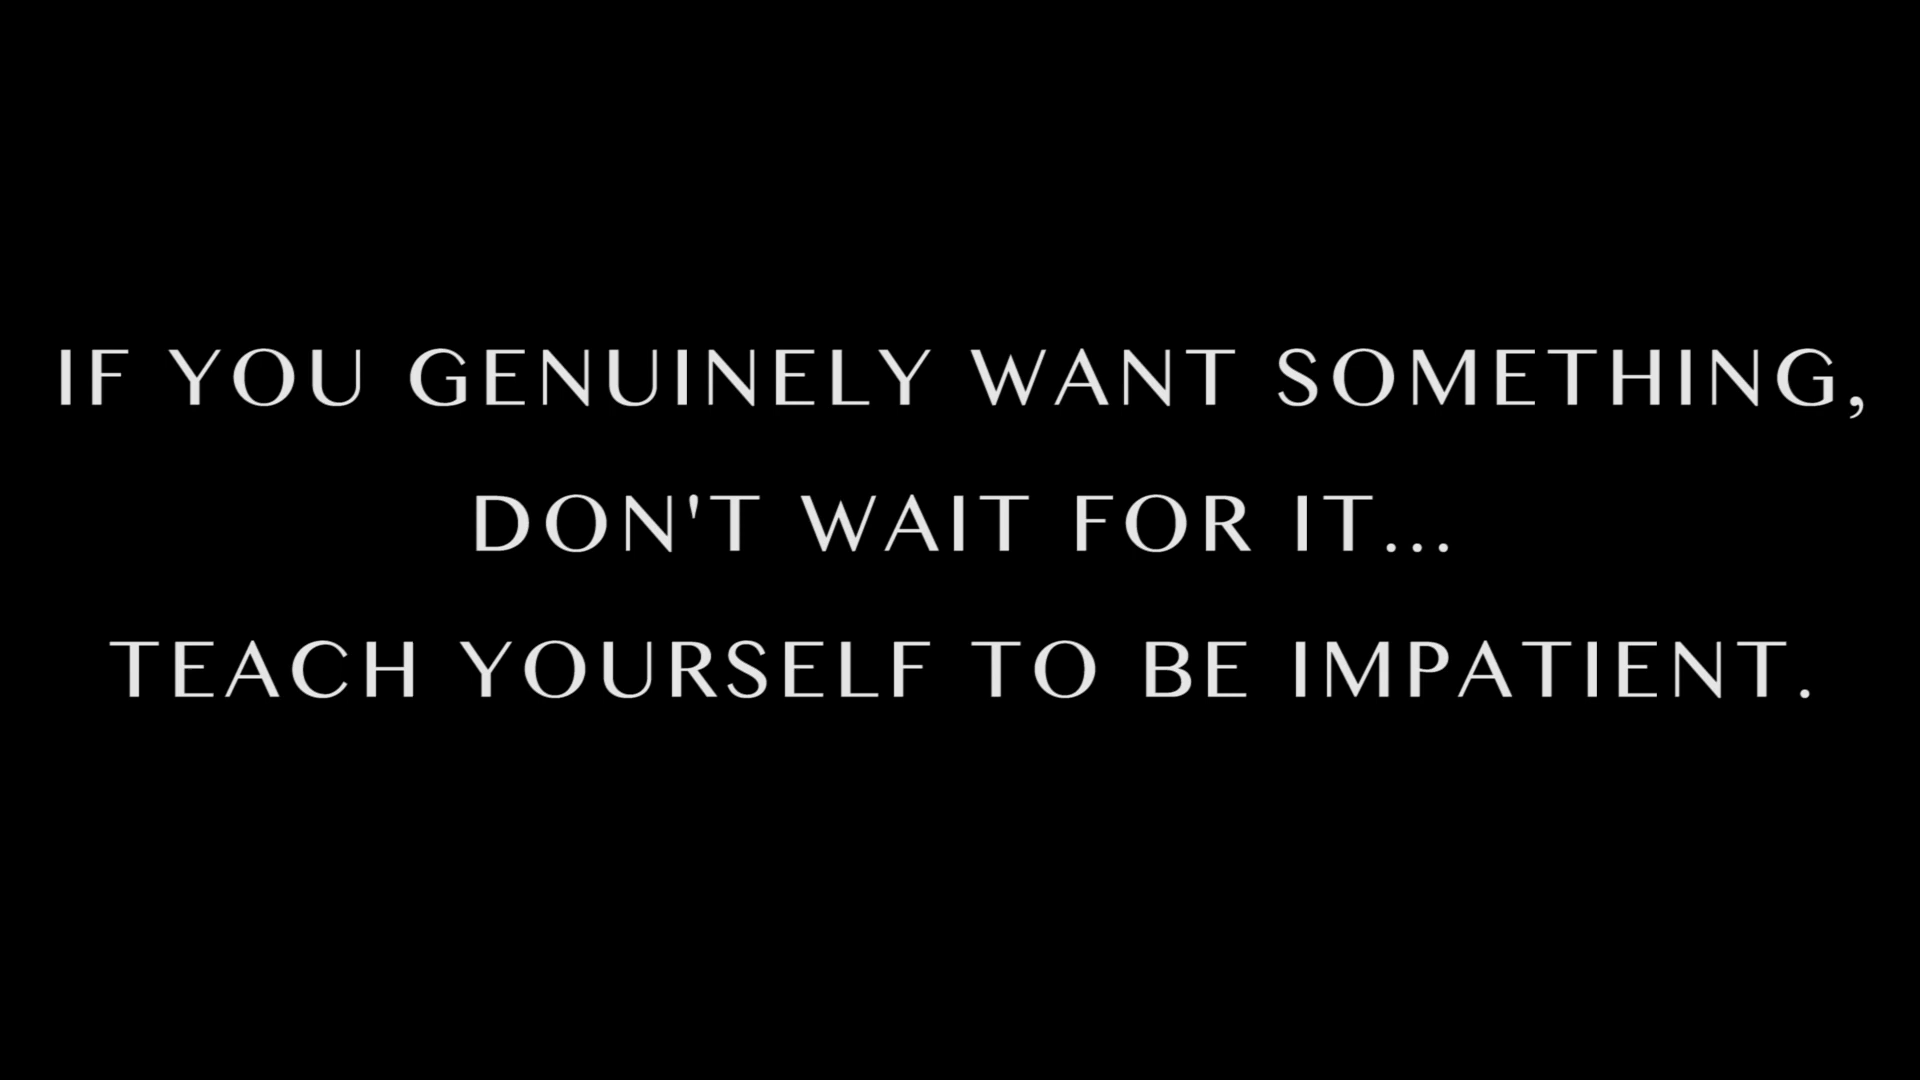 IF YOU GENUINELY WANT SOMETHING,
DON'T WAIT FOR IT...
TEACH YOURSELF TO BE IMPATIENT.